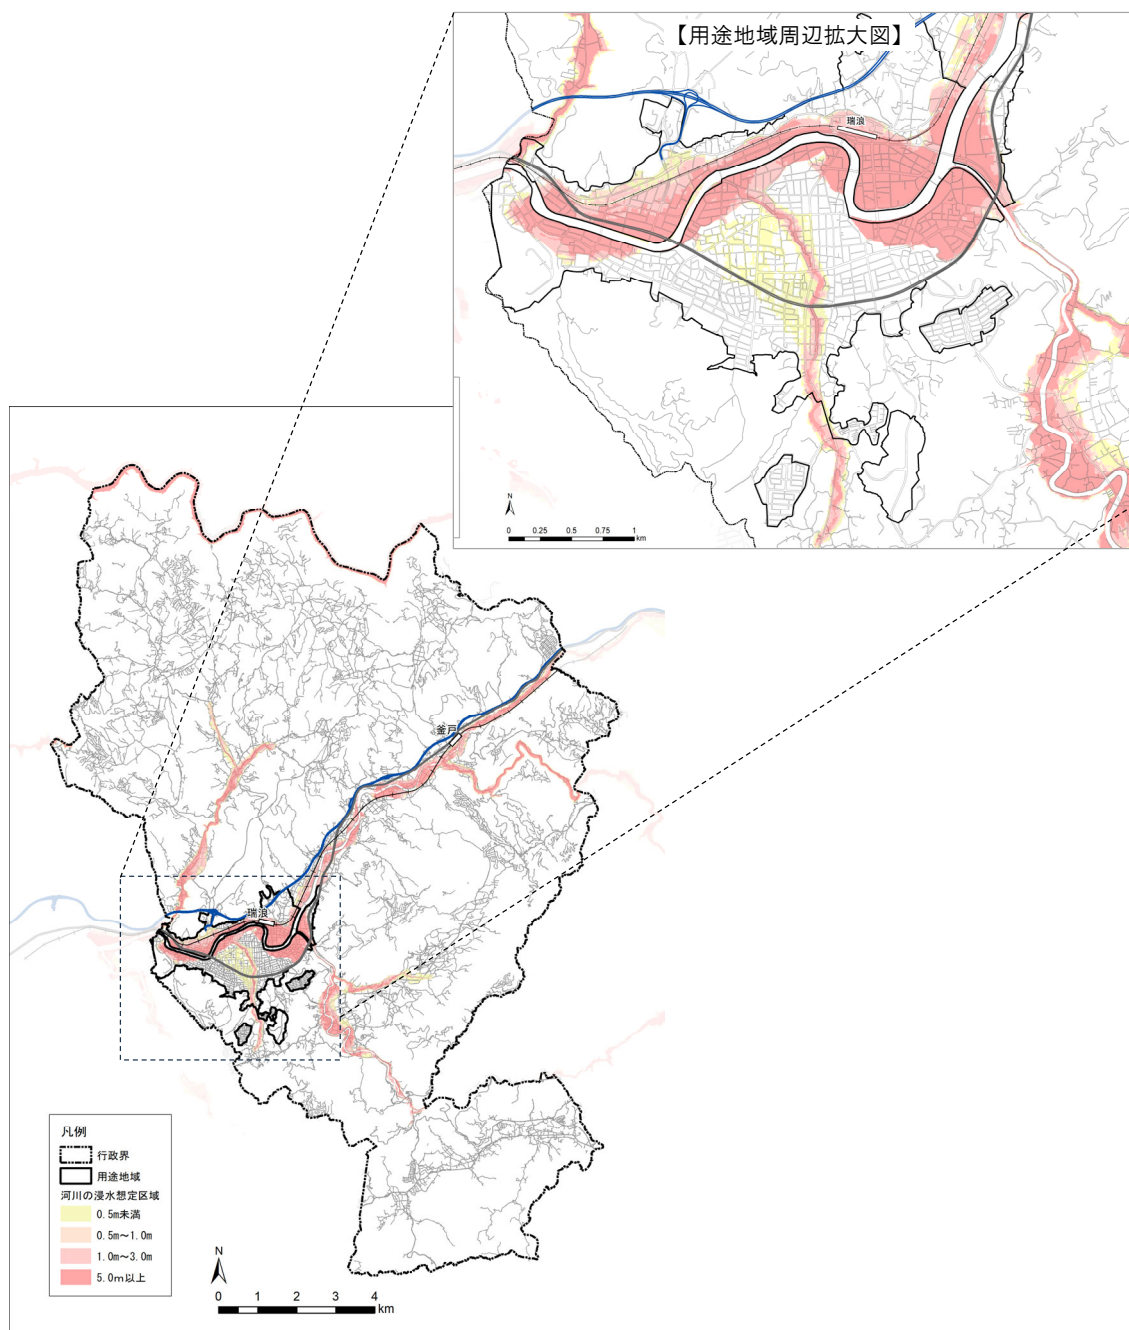 【用途地域周辺拡大図】
瑞浪
N
0 0.25 0.5 0.75 1
km
釜戸
瑞浪
凡例
行政界
用途地域
河川の浸水想定区域
0.5m未満
0.5m～1.0m
1.0m～3.0m
5.0m以上
N
0 1 2 3 4
km